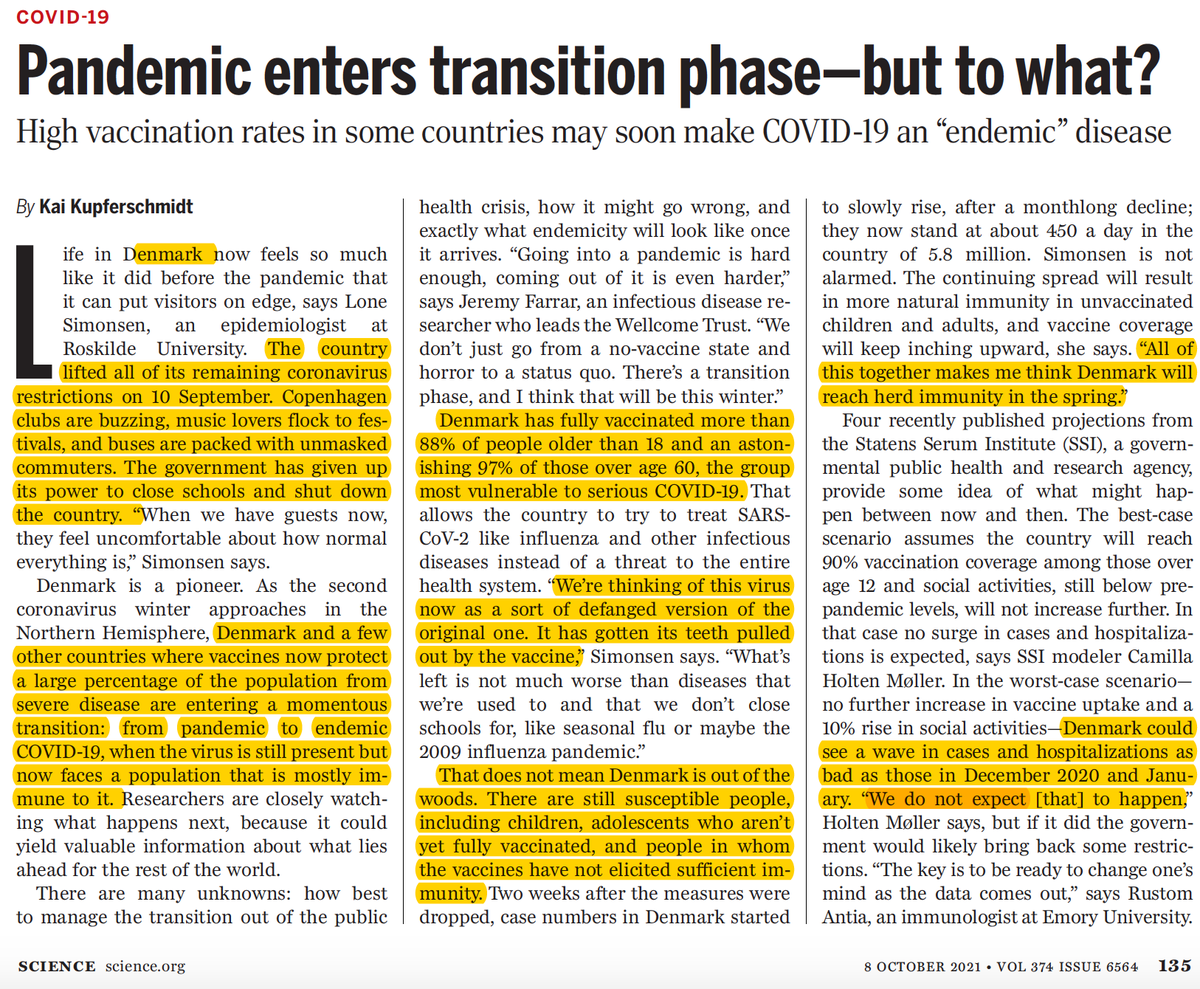 COVID-19
Pandemic enters transition phase—but to what?
High vaccination rates in some countries may soon make COVID-19 an “endemic” disease
By Kai Kupferschmidt
Life in Denmark now feels so much
like it did before the pandemic that
it can put visitors on edge, says Lone
Simonsen, an epidemiologist at
Roskilde University. The country
lifted all of its remaining coronavirus
restrictions on 10 September. Copenhagen
clubs are buzzing, music lovers flock to fes-
tivals, and buses are packed with unmasked
commuters. The government has given up
its power to close schools and shut down
the country. “When we have guests now,
they feel uncomfortable about how normal
everything is,” Simonsen says.
Denmark is a pioneer. As the second
coronavirus winter approaches in the
Northern Hemisphere, Denmark and a few
other countries where vaccines now protect
a large percentage of the population from
severe disease are entering a momentous
transition: from pandemic to endemic
COVID-19, when the virus is still present but
now faces a population that is mostly im-
mune to it. Researchers are closely watch-
ing what happens next, because it could
yield valuable information about what lies
ahead for the rest of the world.
There are many unknowns: how best
to manage the transition out of the public
health crisis, how it might go wrong, and
exactly what endemicity will look like once
it arrives. “Going into a pandemic is hard
enough, coming out of it is even harder,”
says Jeremy Farrar, an infectious disease re-
searcher who leads the Wellcome Trust. “We
don’t just go from a no-vaccine state and
horror to a status quo. There’s a transition
phase, and I think that will be this winter.”
Denmark has fully vaccinated more than
88% of people older than 18 and an aston-
ishing 97% of those over age 60, the group
most vulnerable to serious COVID-19. That
allows the country to try to treat SARS-
CoV-2 like influenza and other infectious
diseases instead of a threat to the entire
health system. “We’re thinking of this virus
now as a sort of defanged version of the
original one. It has gotten its teeth pulled
out by the vaccine,” Simonsen says. “What’s
left is not much worse than diseases that
we’re used to and that we don’t close
schools for, like seasonal flu or maybe the
2009 influenza pandemic.”
That does not mean Denmark is out of the
woods. There are still susceptible people,
including children, adolescents who aren’t
yet fully vaccinated, and people in whom
the vaccines have not elicited sufficient im-
munity. Two weeks after the measures were
dropped, case numbers in Denmark started
to slowly rise, after a monthlong decline;
they now stand at about 450 a day in the
country of 5.8 million. Simonsen is not
alarmed. The continuing spread will result
in more natural immunity in unvaccinated
children and adults, and vaccine coverage
will keep inching upward, she says. “All of
this together makes me think Denmark will
reach herd immunity in the spring.”
Four recently published projections from
the Statens Serum Institute (SSI), a govern-
mental public health and research agency,
provide some idea of what might hap-
pen between now and then. The best-case
scenario assumes the country will reach
90% vaccination coverage among those over
age 12 and social activities, still below pre-
pandemic levels, will not increase further. In
that case no surge in cases and hospitaliza-
tions is expected, says SSI modeler Camilla
Holten Møller. In the worst-case scenario—
no further increase in vaccine uptake and a
10% rise in social activities—Denmark could
see a wave in cases and hospitalizations as
bad as those in December 2020 and Janu-
ary. “We do not expect [that] to happen,”
Holten Møller says, but if it did the govern-
ment would likely bring back some restric-
tions. “The key is to be ready to change one’s
mind as the data comes out,” says Rustom
Antia, an immunologist at Emory University.
SCIENCE science.org
8 OCTOBER 2021 • VOL 374 ISSUE 6564 135